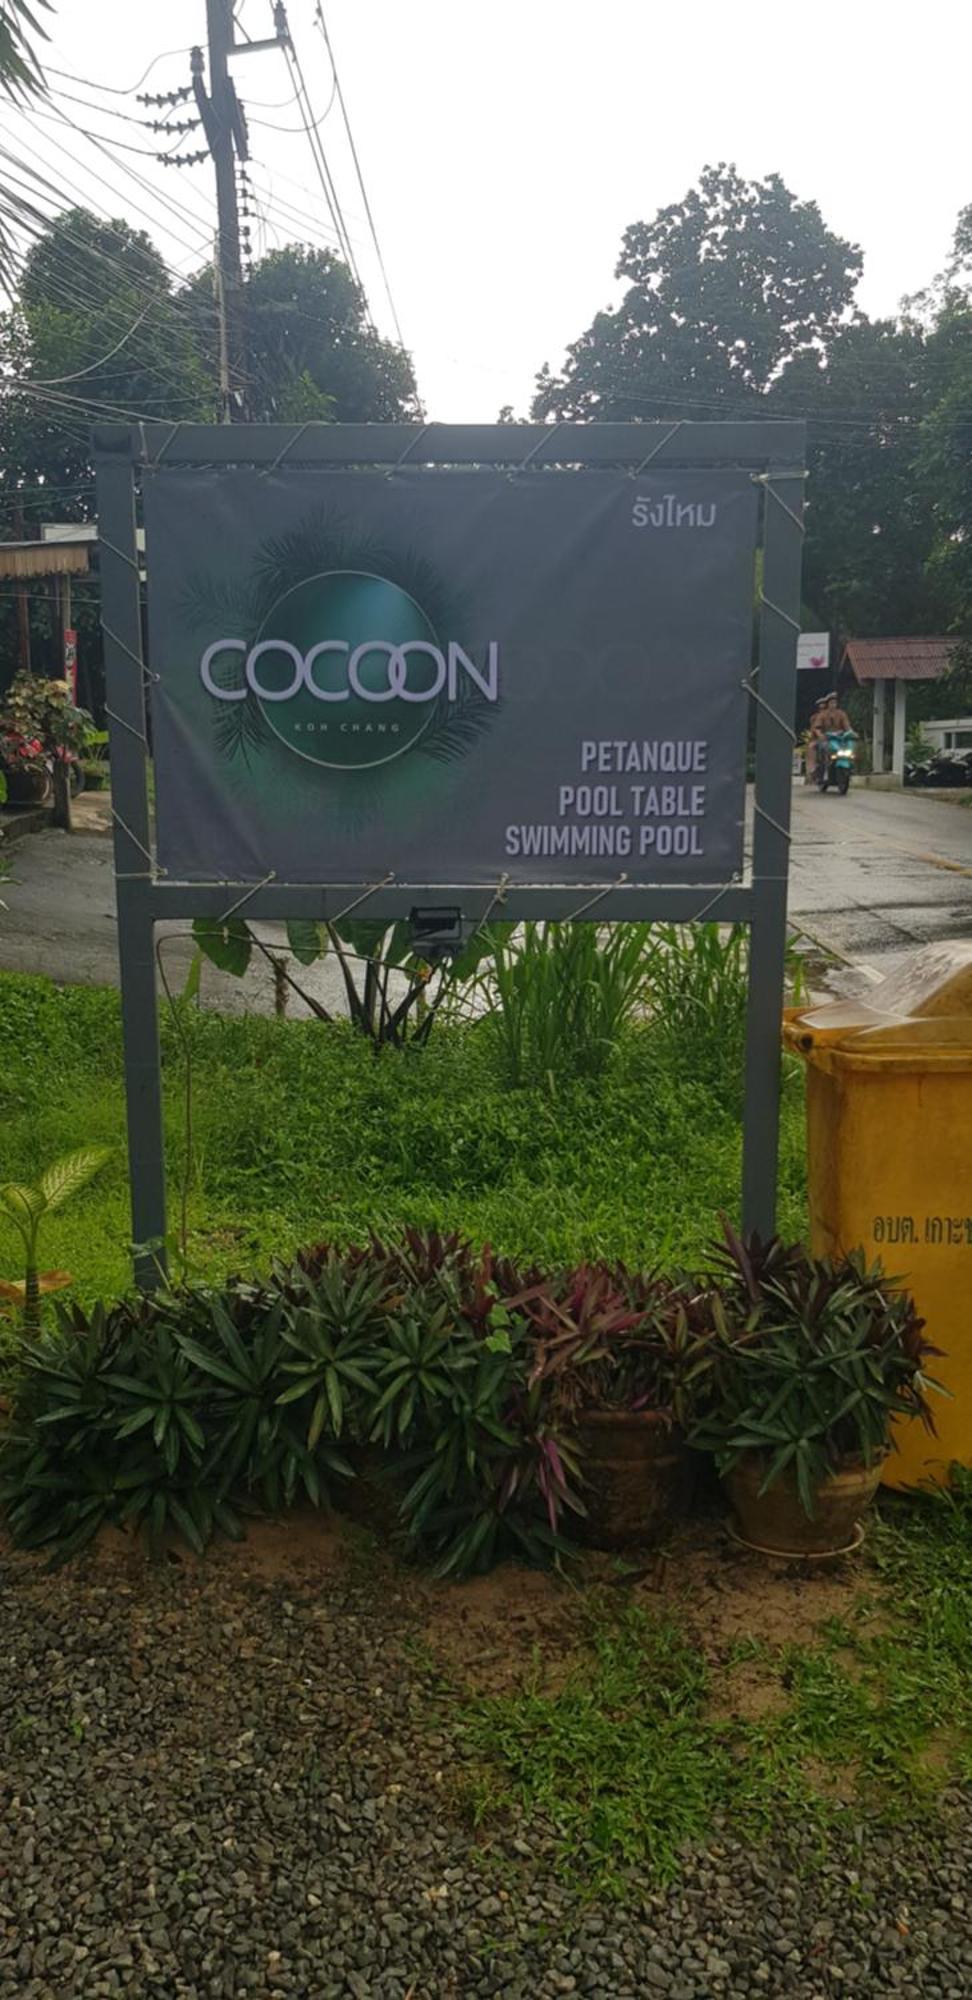 รังไหม
COCOON
KOH CHANG
PETANQUE
POOL TABLE
SWIMMING POOL
อบต. เกาะ